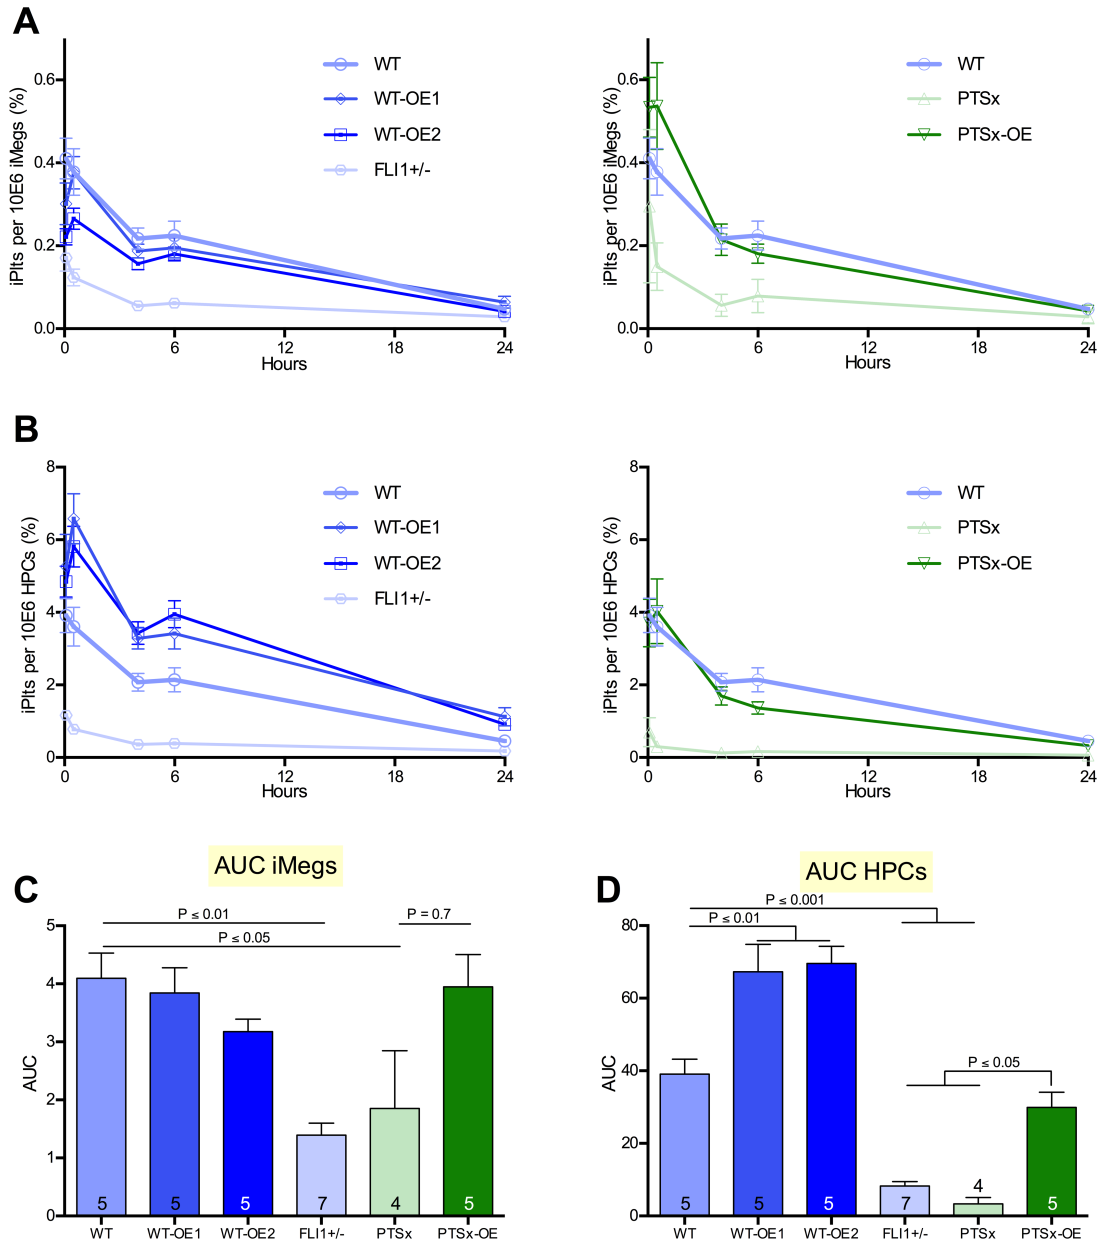 A
iPlts per 10E6 iMegs (%)
0.6
0.4
0.2
0.0
0 6 12 18 24
Hours
WT
WT-OE1
WT-OE2
FLI1+/-
iPlts per 10E6 iMegs (%)
0.6
0.4
0.2
0.0
0 6 12 18 24
Hours
WT
PTSx
PTSx-OE
B
iPlts per 10E6 HPCs (%)
8
6
4
2
0
0 6 12 18 24
Hours
WT
WT-OE1
WT-OE2
FLI1+/-
iPlts per 10E6 HPCs (%)
8
6
4
2
0
0 6 12 18 24
Hours
WT
PTSx
PTSx-OE
C
AUC iMegs
P ≤ 0.01
P = 0.7
P ≤ 0.05
AUC
5
4
3
2
1
0
5 5 5 7 4 5
WT WT-OE1 WT-OE2 FLI1+/- PTSx PTSx-OE
D
AUC HPCs
P ≤ 0.001
P ≤ 0.01
P ≤ 0.05
AUC
80
60
40
20
0
5 5 5 7 4 5
WT WT-OE1 WT-OE2 FLI1+/- PTSx PTSx-OE